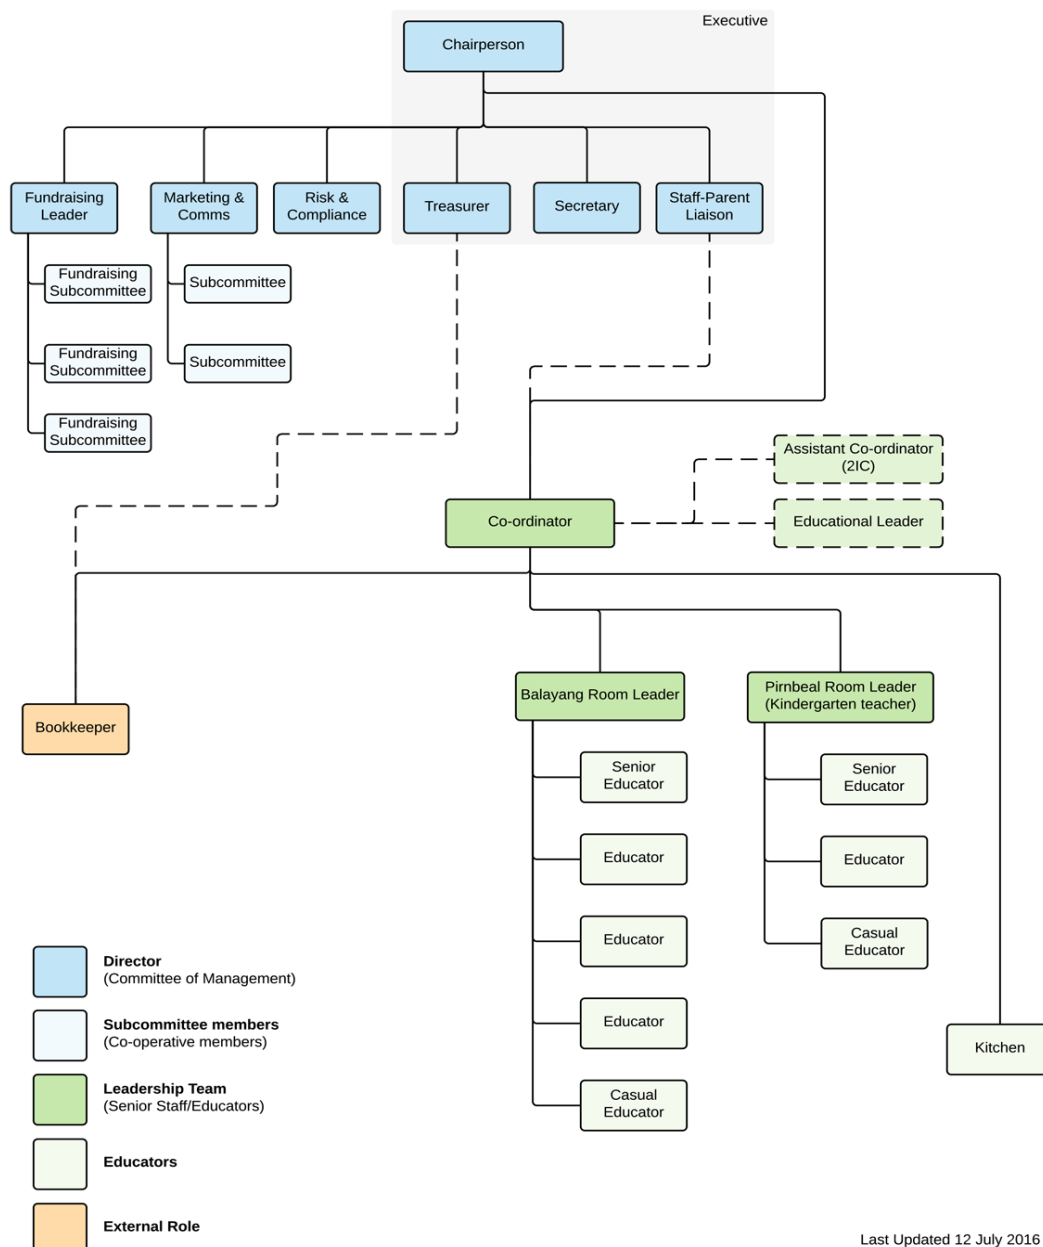 Executive
Chairperson
Fundraising
Leader
Marketing &
Comms
Risk &
Compliance
Treasurer
Secretary
Staff-Parent
Liaison
Fundraising
Subcommittee
Subcommittee
Fundraising
Subcommittee
Subcommittee
Fundraising
Subcommittee
Assistant Co-ordinator
(2IC)
Co-ordinator
Educational Leader
Balayang Room Leader
Pirnbeal Room Leader
(Kindergarten teacher)
Bookkeeper
Senior
Educator
Senior
Educator
Educator
Educator
Educator
Casual
Educator
Educator
Casual
Educator
Kitchen
Director
(Committee of Management)
Subcommittee members
(Co-operative members)
Leadership Team
(Senior Staff/Educators)
Educators
External Role
Last Updated 12 July 2016